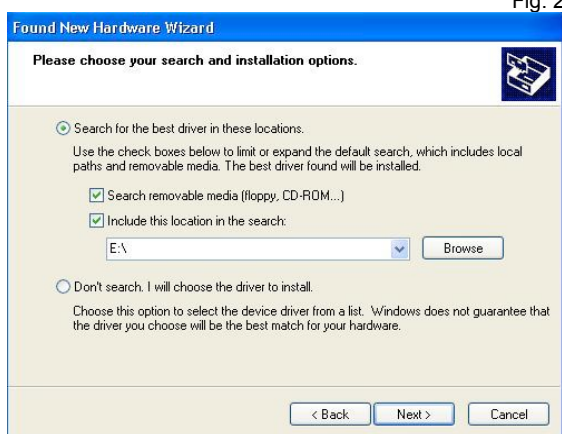 Fig. 2
Found New Hardware Wizard
Please choose your search and installation options.
Search for the best driver in these locations.
Use the check boxes below to limit or expand the default search, which includes local
paths and removable media. The best driver found will be installed.
Search removable media (floppy, CD-ROM...)
Include this location in the search:
E:\
Browse
Don't search. I will choose the driver to install.
Choose this option to select the device driver from a list. Windows does not guarantee that
the driver you choose will be the best match for your hardware.
< Back
Next >
Cancel